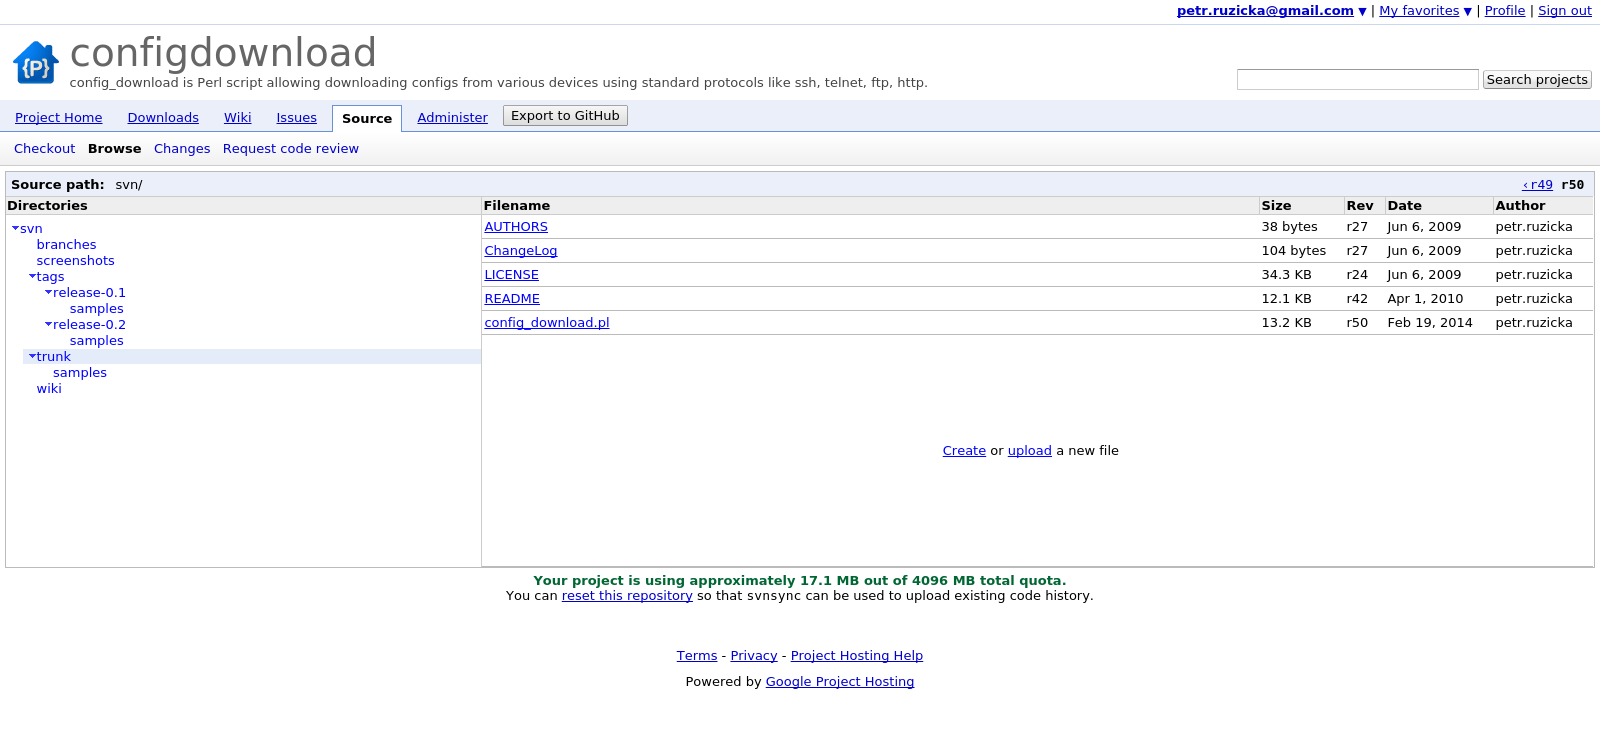 petr.ruzicka@gmail.com ▼ | My favorites ▼ | Profile | Sign out
{P}
configdownload
config_download is Perl script allowing downloading configs from various devices using standard protocols like ssh, telnet, ftp, http.
Search projects
Project Home Downloads Wiki Issues Source Administer Export to GitHub
Checkout Browse Changes Request code review
Source path: svn/ ‹r49 r50
Directories Filename Size Rev Date Author
svn
branches
screenshots
tags
release-0.1
samples
release-0.2
samples
trunk
samples
wiki
AUTHORS 38 bytes r27 Jun 6, 2009 petr.ruzicka
ChangeLog 104 bytes r27 Jun 6, 2009 petr.ruzicka
LICENSE 34.3 KB r24 Jun 6, 2009 petr.ruzicka
README 12.1 KB r42 Apr 1, 2010 petr.ruzicka
config_download.pl 13.2 KB r50 Feb 19, 2014 petr.ruzicka
Create or upload a new file
Your project is using approximately 17.1 MB out of 4096 MB total quota.
You can reset this repository so that svnsync can be used to upload existing code history.
Terms - Privacy - Project Hosting Help
Powered by Google Project Hosting